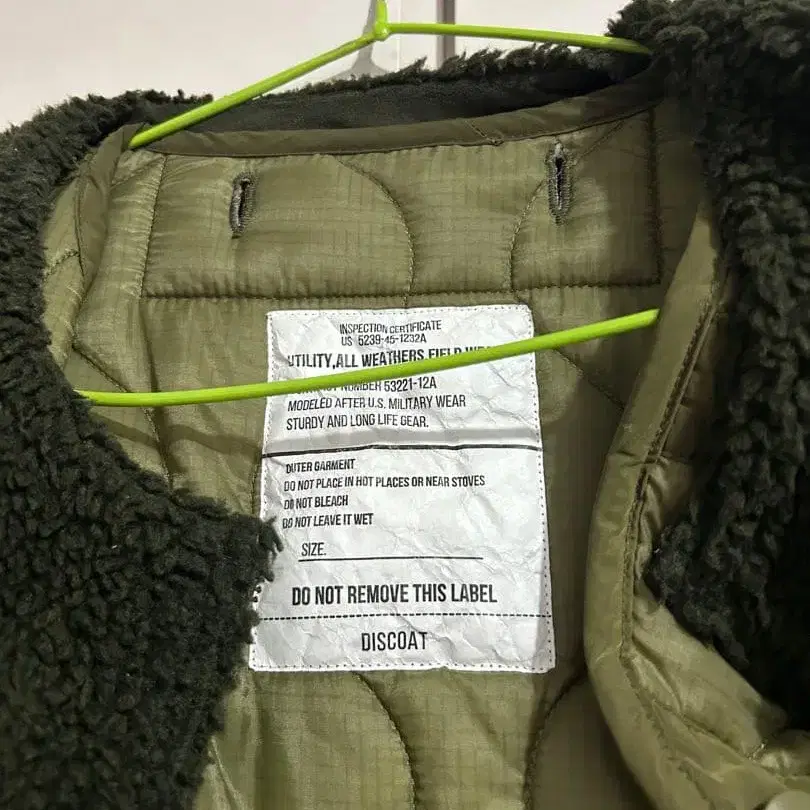 INSPECTION CERTIFICATE
US 5239-45-1232A
UTILITY,ALL WEATHERS,FIELD
NUMBER 53221-12A
MODELED AFTER U.S. MILITARY WEAR
STURDY AND LONG LIFE GEAR.
OUTER GARMENT
DO NOT PLACE IN HOT PLACES OR NEAR STOVES
DO NOT BLEACH
DO NOT LEAVE IT WET
SIZE.
DO NOT REMOVE THIS LABEL
DISCOAT